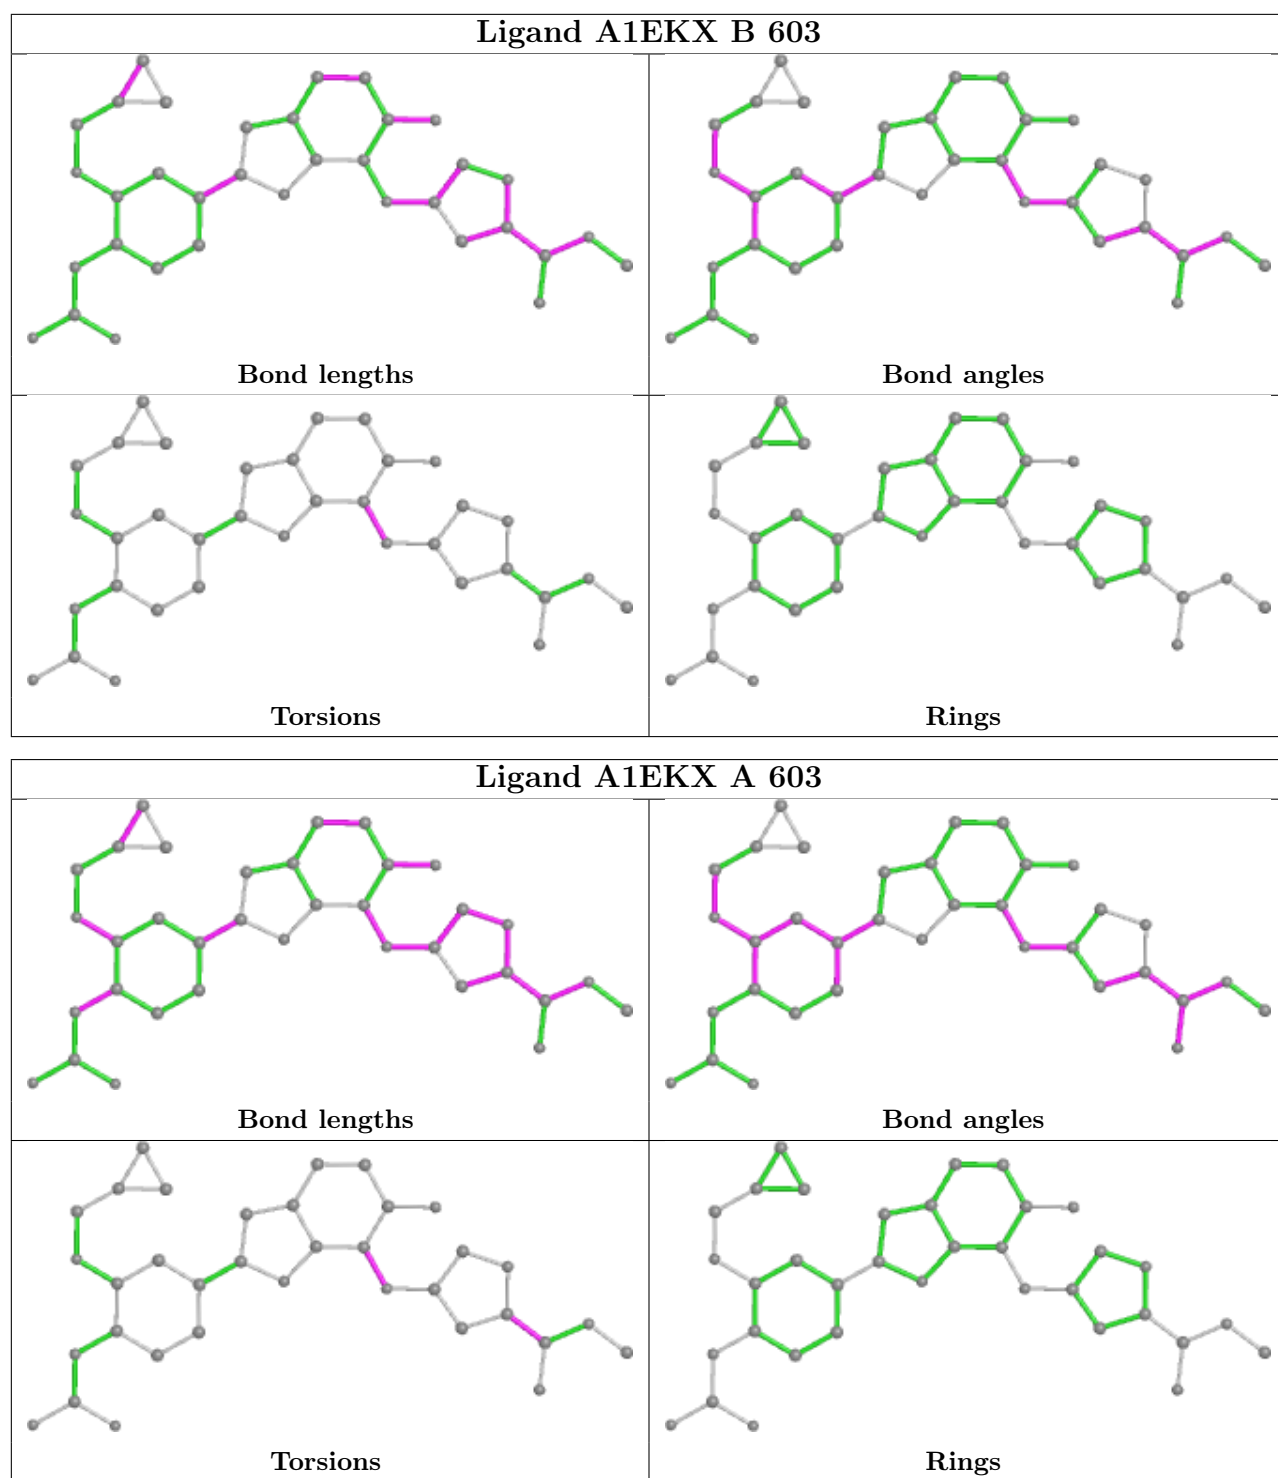 Ligand A1EKX B 603
Bond lengths
Bond angles
Torsions
Rings
Ligand A1EKX A 603
Bond lengths
Bond angles
Torsions
Rings